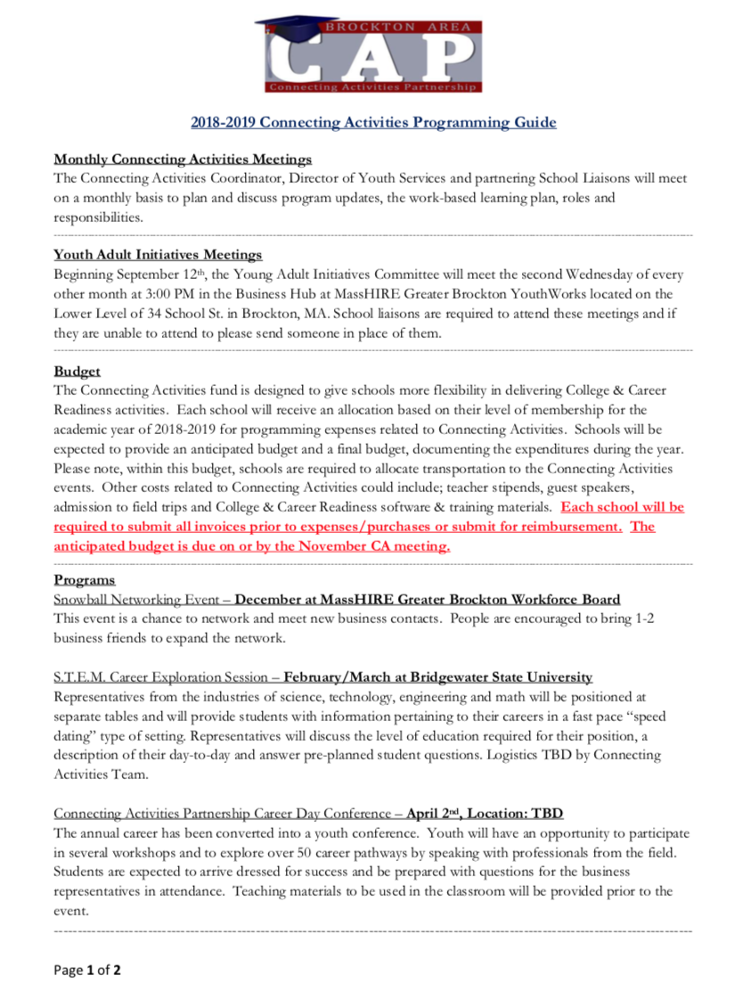 BROCKTON AREA
CAP
Connecting Activities Partnership
2018-2019 Connecting Activities Programming Guide
Monthly Connecting Activities Meetings
The Connecting Activities Coordinator, Director of Youth Services and partnering School Liaisons will meet
on a monthly basis to plan and discuss program updates, the work-based learning plan, roles and
responsibilities.
Youth Adult Initiatives Meetings
Beginning September 12th, the Young Adult Initiatives Committee will meet the second Wednesday of every
other month at 3:00 PM in the Business Hub at MassHIRE Greater Brockton YouthWorks located on the
Lower Level of 34 School St. in Brockton, MA. School liaisons are required to attend these meetings and if
they are unable to attend to please send someone in place of them.
Budget
The Connecting Activities fund is designed to give schools more flexibility in delivering College & Career
Readiness activities.  Each school will receive an allocation based on their level of membership for the
academic year of 2018-2019 for programming expenses related to Connecting Activities.  Schools will be
expected to provide an anticipated budget and a final budget, documenting the expenditures during the year.
Please note, within this budget, schools are required to allocate transportation to the Connecting Activities
events.  Other costs related to Connecting Activities could include; teacher stipends, guest speakers,
admission to field trips and College & Career Readiness software & training materials.  Each school will be
required to submit all invoices prior to expenses/purchases or submit for reimbursement.  The
anticipated budget is due on or by the November CA meeting.
Programs
Snowball Networking Event – December at MassHIRE Greater Brockton Workforce Board
This event is a chance to network and meet new business contacts.  People are encouraged to bring 1-2
business friends to expand the network.
S.T.E.M. Career Exploration Session – February/March at Bridgewater State University
Representatives from the industries of science, technology, engineering and math will be positioned at
separate tables and will provide students with information pertaining to their careers in a fast pace “speed
dating” type of setting. Representatives will discuss the level of education required for their position, a
description of their day-to-day and answer pre-planned student questions. Logistics TBD by Connecting
Activities Team.
Connecting Activities Partnership Career Day Conference – April 2nd, Location: TBD
The annual career has been converted into a youth conference.  Youth will have an opportunity to participate
in several workshops and to explore over 50 career pathways by speaking with professionals from the field.
Students are expected to arrive dressed for success and be prepared with questions for the business
representatives in attendance.  Teaching materials to be used in the classroom will be provided prior to the
event.
Page 1 of 2